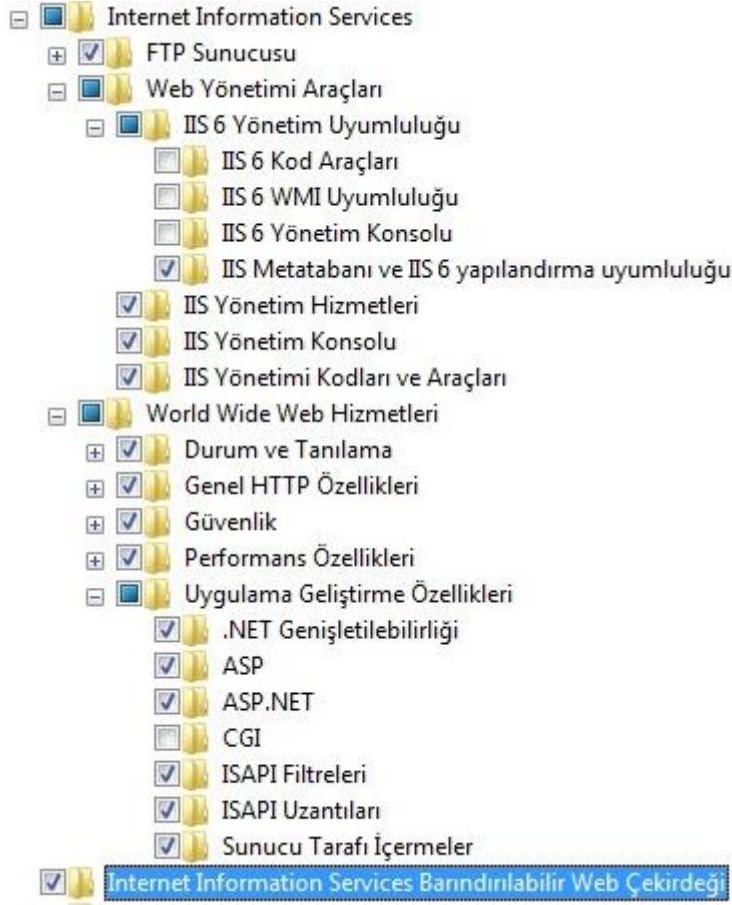 Internet Information Services
FTP Sunucusu
Web Yönetimi Araçları
IIS 6 Yönetim Uyumluluğu
IIS 6 Kod Araçları
IIS 6 WMI Uyumluluğu
IIS 6 Yönetim Konsolu
IIS Metatabanı ve IIS 6 yapılandırma uyumluluğu
IIS Yönetim Hizmetleri
IIS Yönetim Konsolu
IIS Yönetimi Kodları ve Araçları
World Wide Web Hizmetleri
Durum ve Tanılama
Genel HTTP Özellikleri
Güvenlik
Performans Özellikleri
Uygulama Geliştirme Özellikleri
.NET Genişletilebilirliği
ASP
ASP.NET
CGI
ISAPI Filtreleri
ISAPI Uzantıları
Sunucu Tarafı İçermeler
Internet Information Services Barındırılabilir Web Çekirdeği